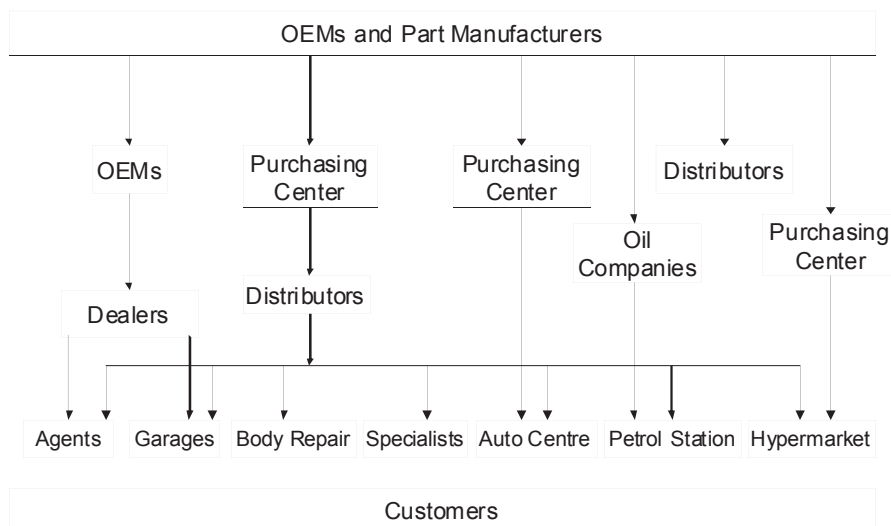 OEMs and Part Manufacturers
OEMs
Purchasing
Center
Purchasing
Center
Distributors
Oil
Companies
Purchasing
Center
Distributors
Dealers
Agents
Garages
Body Repair
Specialists
Auto Centre
Petrol Station
Hypermarket
Customers